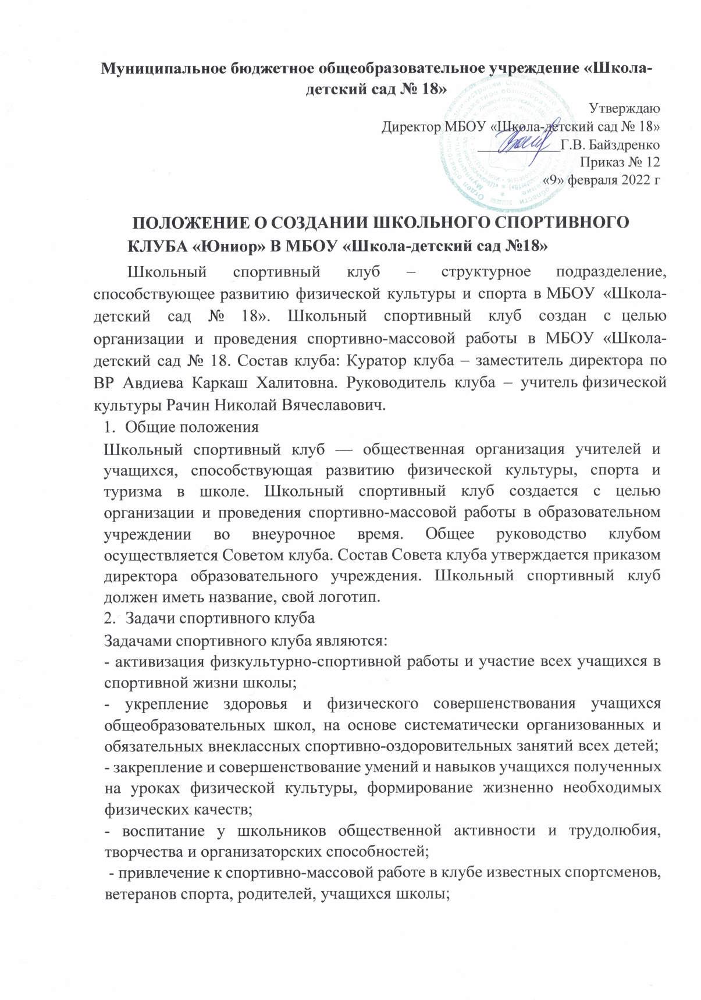 Муниципальное бюджетное общеобразовательное учреждение «Школа-
детский сад № 18»
Утверждаю
Директор МБОУ «Школа-детский сад № 18»
___________Г.В. Байздренко
Приказ № 12
«9» февраля 2022 г
ПОЛОЖЕНИЕ О СОЗДАНИИ ШКОЛЬНОГО СПОРТИВНОГО
КЛУБА «Юниор» В МБОУ «Школа-детский сад №18»
Школьный спортивный клуб – структурное подразделение,
способствующее развитию физической культуры и спорта в МБОУ «Школа-
детский сад № 18». Школьный спортивный клуб создан с целью
организации и проведения спортивно-массовой работы в МБОУ «Школа-
детский сад № 18. Состав клуба: Куратор клуба – заместитель директора по
ВР Авдиева Каркаш Халитовна. Руководитель клуба – учитель физической
культуры Рачин Николай Вячеславович.
1. Общие положения
Школьный спортивный клуб — общественная организация учителей и
учащихся, способствующая развитию физической культуры, спорта и
туризма в школе. Школьный спортивный клуб создается с целью
организации и проведения спортивно-массовой работы в образовательном
учреждении во внеурочное время. Общее руководство клубом
осуществляется Советом клуба. Состав Совета клуба утверждается приказом
директора образовательного учреждения. Школьный спортивный клуб
должен иметь название, свой логотип.
2. Задачи спортивного клуба
Задачами спортивного клуба являются:
- активизация физкультурно-спортивной работы и участие всех учащихся в
спортивной жизни школы;
- укрепление здоровья и физического совершенствования учащихся
общеобразовательных школ, на основе систематически организованных и
обязательных внеклассных спортивно-оздоровительных занятий всех детей;
- закрепление и совершенствование умений и навыков учащихся полученных
на уроках физической культуры, формирование жизненно необходимых
физических качеств;
- воспитание у школьников общественной активности и трудолюбия,
творчества и организаторских способностей;
- привлечение к спортивно-массовой работе в клубе известных спортсменов,
ветеранов спорта, родителей, учащихся школы;